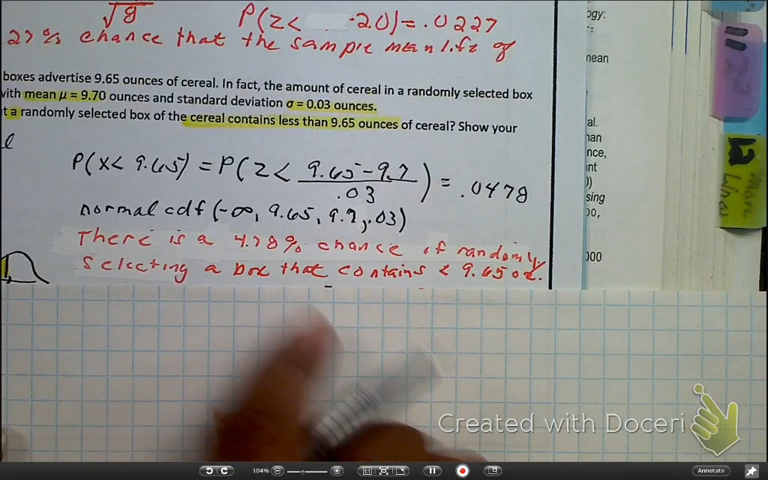 √8 P(z< -2.0) = .0227
27% chance that the sample mean life of
boxes advertise 9.65 ounces of cereal. In fact, the amount of cereal in a randomly selected box
with mean μ = 9.70 ounces and standard deviation σ = 0.03 ounces.
a randomly selected box of the cereal contains less than 9.65 ounces of cereal? Show your
P(x < 9.65) = P(z < 9.65-9.7 / .03) = .0478
normalcdf(-∞, 9.65, 9.7, .03)
There is a 4.78% chance of randomly
selecting a box that contains < 9.65 oz.
ogy:
mean
al.
nce,
sing
000
Created with Doceri
104%
Annotate